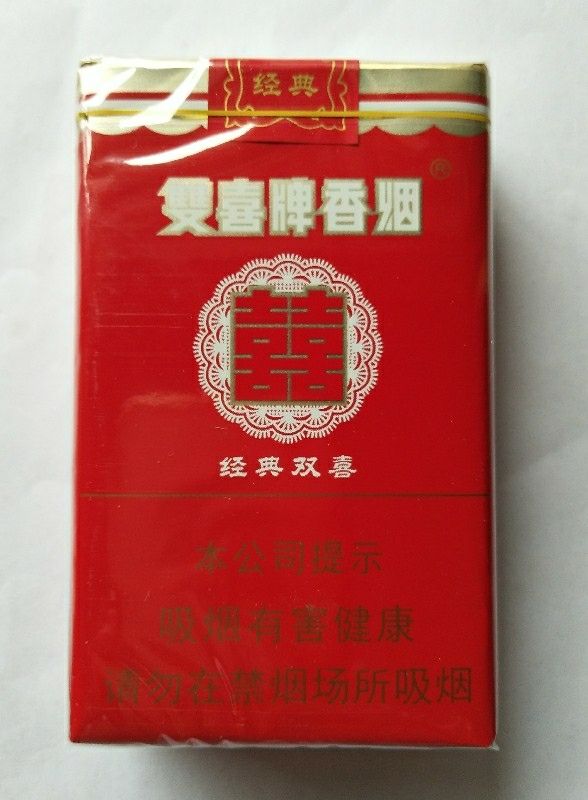 经典
雙喜牌香烟®
囍
经典双喜
本公司提示
吸烟有害健康
请勿在禁烟场所吸烟